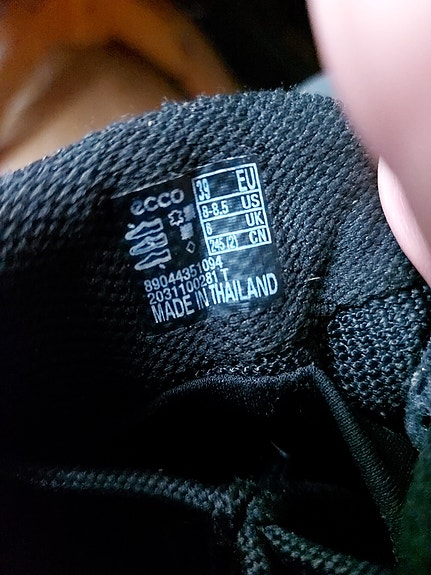 ecco
39 EU
8-8.5 US
6 UK
245(2) CN
89044351094
2031100281 T
MADE IN THAILAND